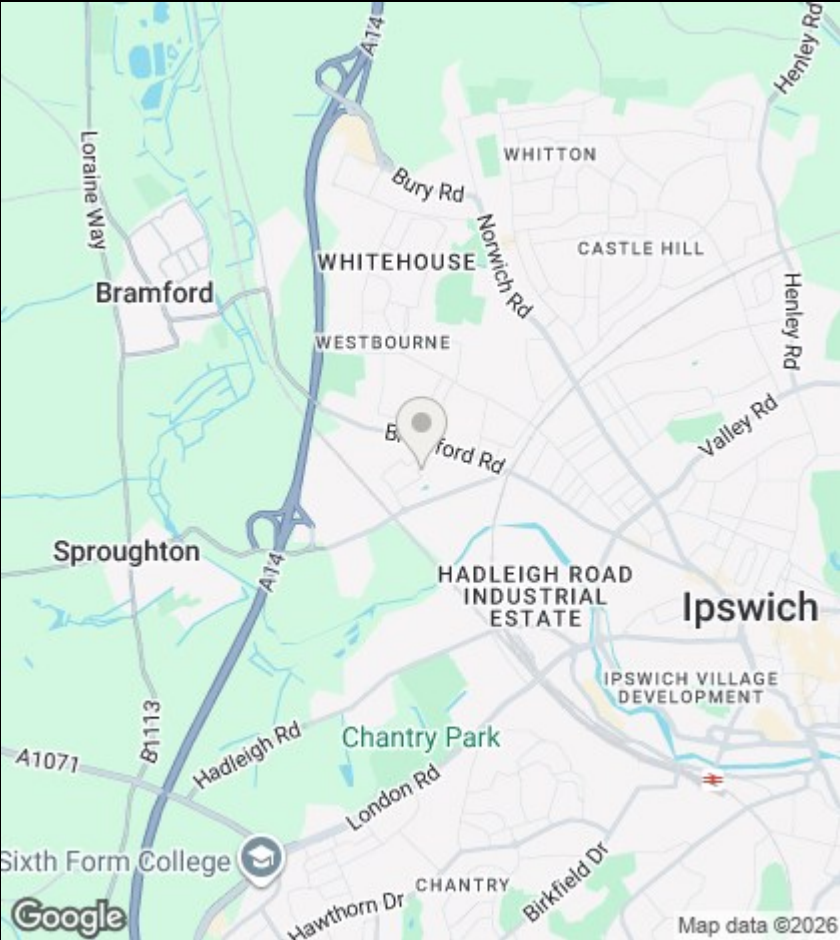 A14
Henley Rd
Loraine Way
WHITTON
Bury Rd
Norwich Rd
CASTLE HILL
WHITEHOUSE
Bramford
Henley Rd
WESTBOURNE
Valley Rd
ford Rd
Sproughton
A14
HADLEIGH ROAD
INDUSTRIAL
ESTATE
Ipswich
IPSWICH VILLAGE
DEVELOPMENT
B1113
Hadleigh Rd
Chantry Park
A1071
London Rd
Sixth Form College
CHANTRY
Birkfield Dr
Hawthorn Dr
Google
Map data ©2026